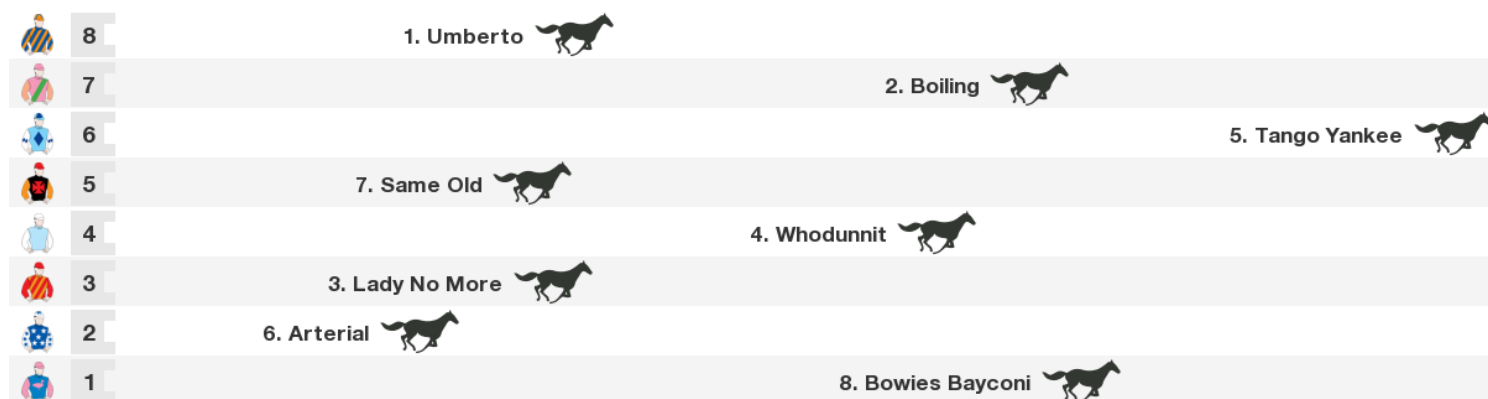 8 1. Umberto
7 2. Boiling
6 5. Tango Yankee
5 7. Same Old
4 4. Whodunnit
3 3. Lady No More
2 6. Arterial
1 8. Bowies Bayconi